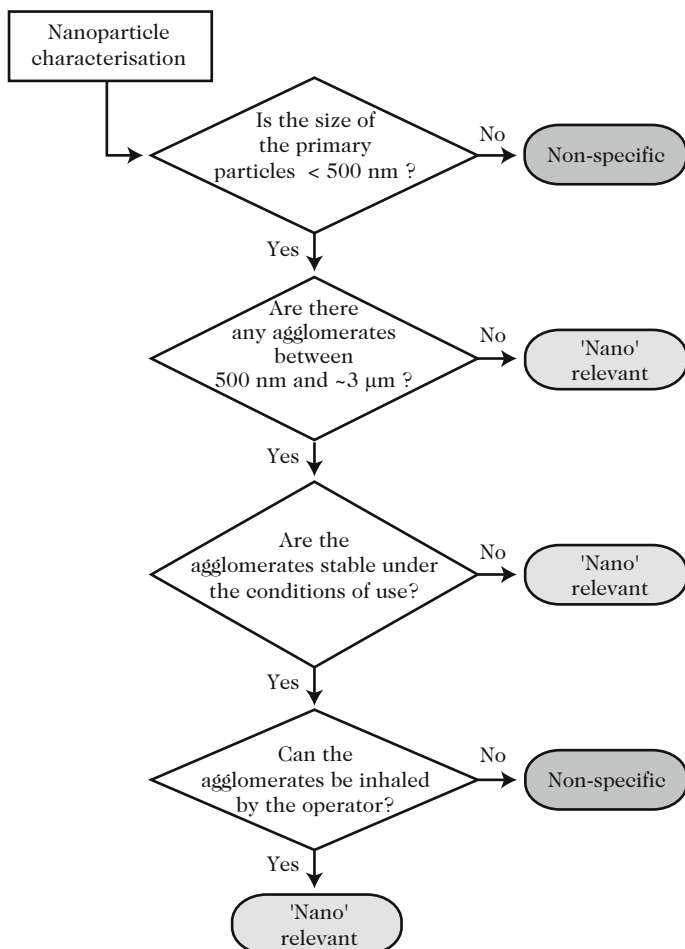 Nanoparticle
characterisation
Is the size of
the primary
particles < 500 nm ?
No
Non-specific
Yes
Are there
any agglomerates
between
500 nm and ~3 µm ?
No
'Nano'
relevant
Yes
Are the
agglomerates stable under
the conditions of use?
No
'Nano'
relevant
Yes
Can the
agglomerates be inhaled
by the operator?
No
Non-specific
Yes
'Nano'
relevant